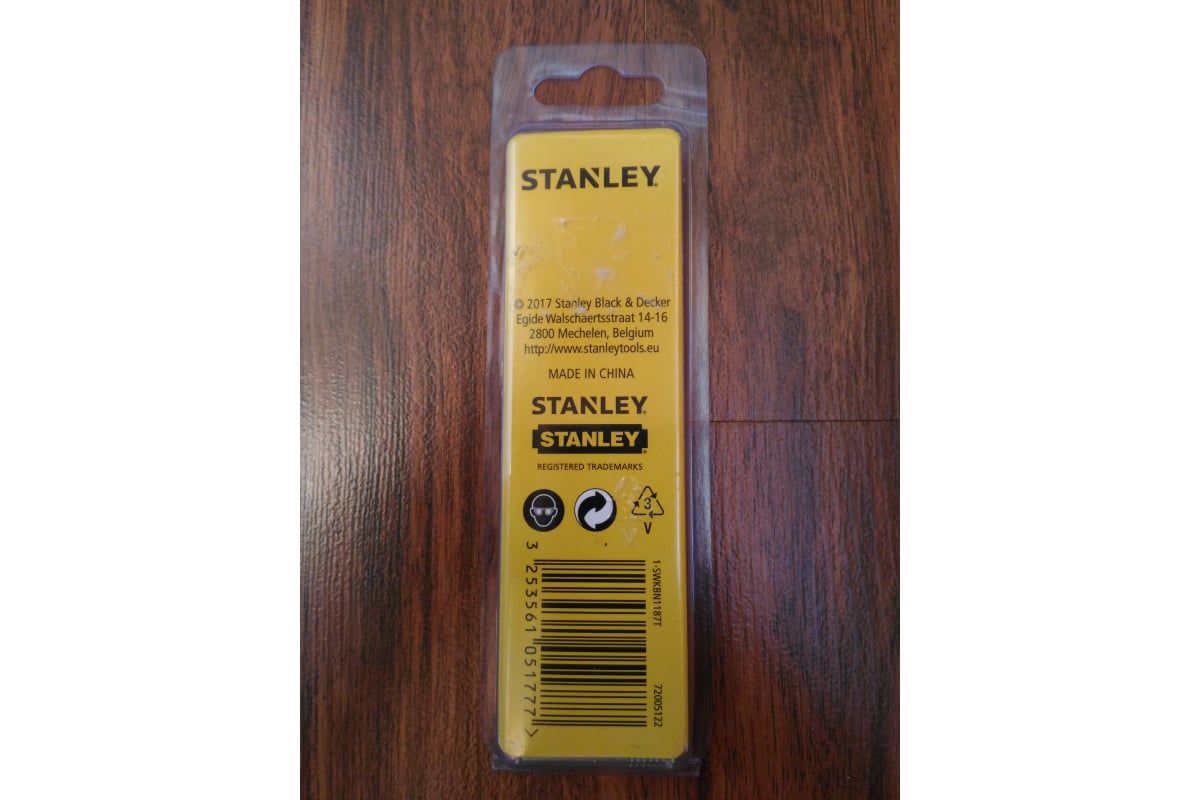 STANLEY®
© 2017 Stanley Black & Decker
Egide Walschaertsstraat 14-16
2800 Mechelen, Belgium
http://www.stanleytools.eu
MADE IN CHINA
STANLEY®
STANLEY®
REGISTERED TRADEMARKS
3
V
3 253561 051777 >
1-SWKBN1187T
72005122